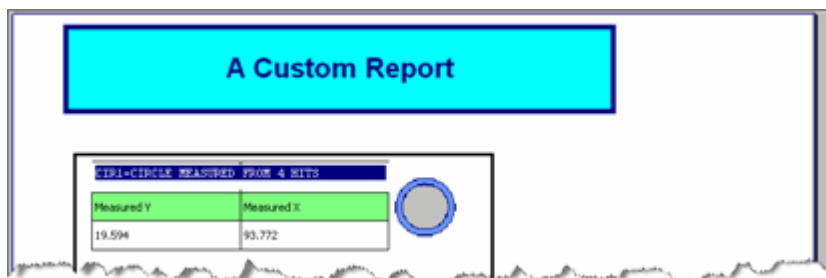 A Custom Report
CIR1=CIRCLE MEASURED FROM 4 HITS
Measured Y Measured X
19.594 93.772